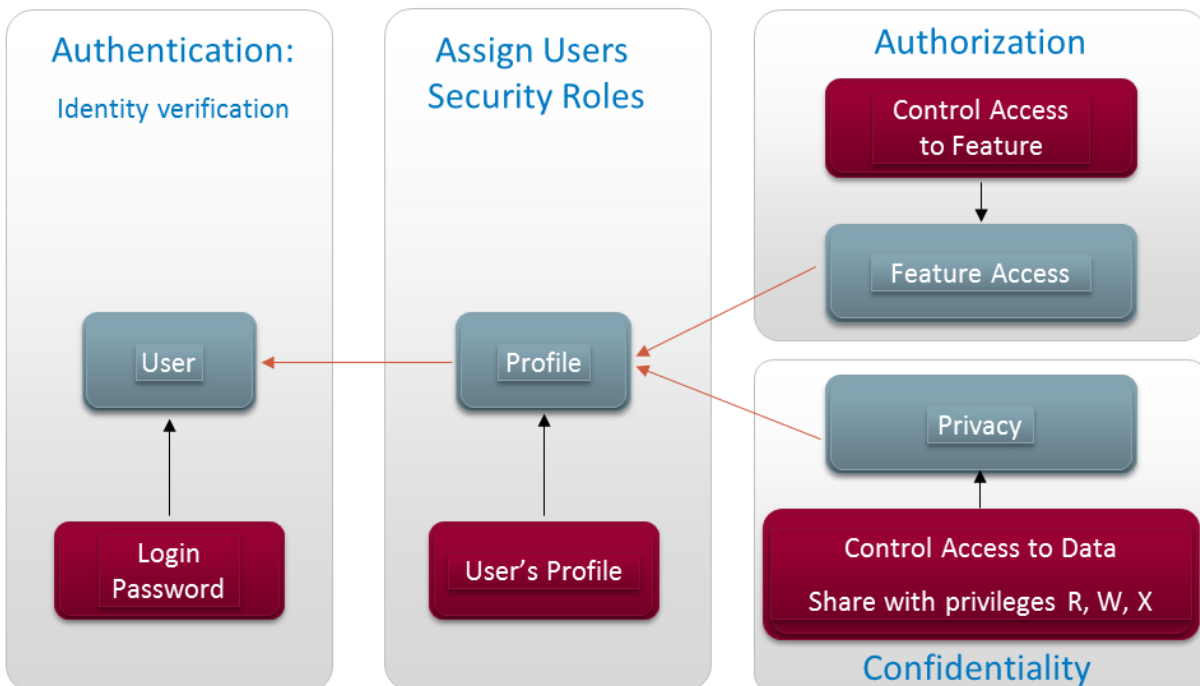 Authentication:
Identity verification
User
Login
Password
Assign Users
Security Roles
Profile
User’s Profile
Authorization
Control Access
to Feature
Feature Access
Privacy
Control Access to Data
Share with privileges R, W, X
Confidentiality